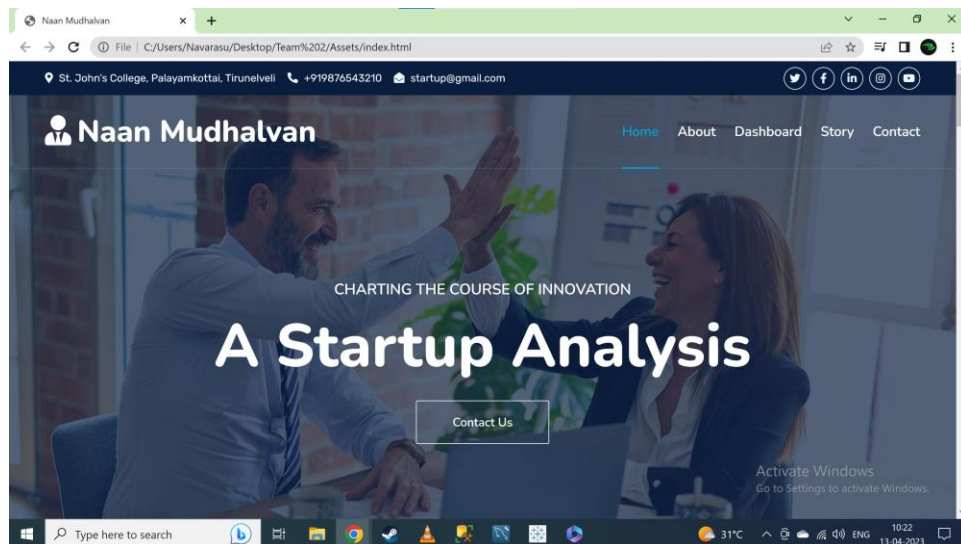 Naan Mudhalvan
File C:/Users/Navarasu/Desktop/Team%202/Assets/index.html
St. John's College, Palayamkottai, Tirunelveli +919876543210 startup@gmail.com
Naan Mudhalvan Home About Dashboard Story Contact
CHARTING THE COURSE OF INNOVATION
A Startup Analysis
Contact Us
Activate Windows
Go to Settings to activate Windows.
Type here to search 31°C ENG 10:22
13-04-2023